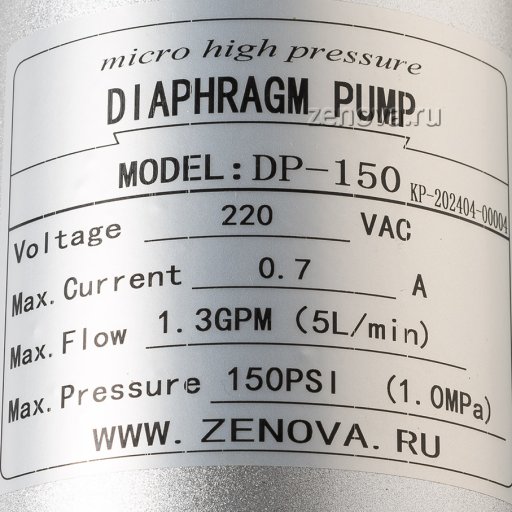 micro high pressure
DIAPHRAGM PUMP
zenova.ru
MODEL: DP-150 KP-202404-00004
Voltage 220 VAC
Max. Current 0.7 A
Max. Flow 1.3GPM (5L/min)
Max. Pressure 150PSI (1.0MPa)
WWW. ZENOVA. RU